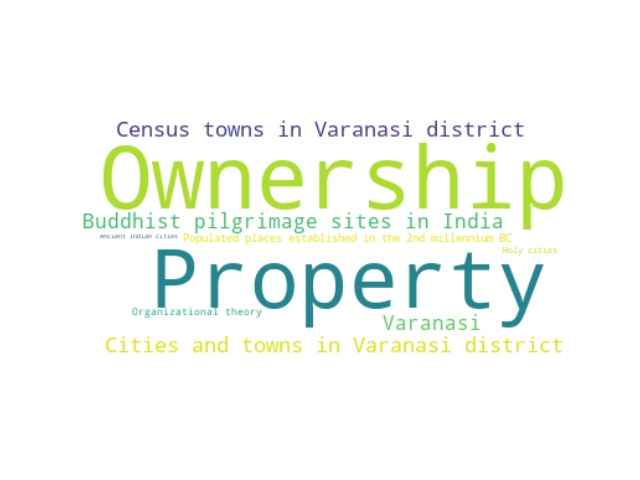 Census towns in Varanasi district
Ownership
Buddhist pilgrimage sites in India
Ancient indian cities
Populated places established in the 2nd millennium BC
Holy cities
Property
Organizational theory
Varanasi
Cities and towns in Varanasi district